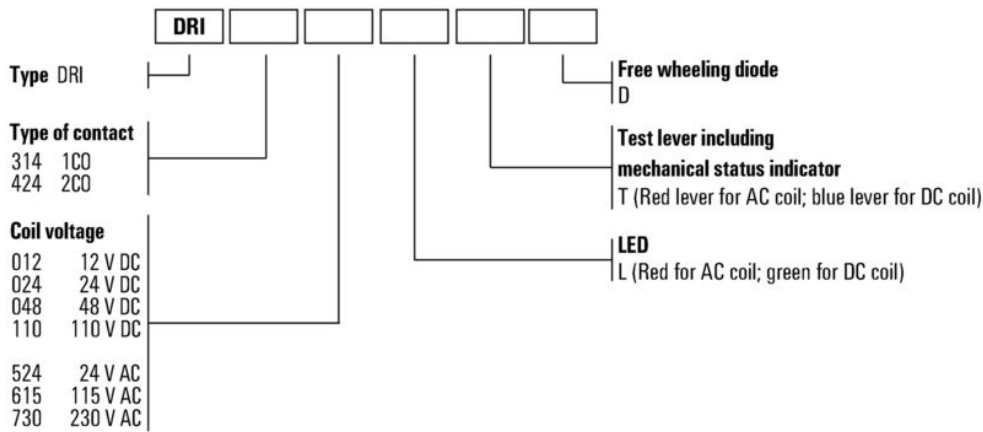 DRI
Type DRI
Type of contact
314 1CO
424 2CO
Coil voltage
012 12 V DC
024 24 V DC
048 48 V DC
110 110 V DC
524 24 V AC
615 115 V AC
730 230 V AC
Free wheeling diode
D
Test lever including
mechanical status indicator
T (Red lever for AC coil; blue lever for DC coil)
LED
L (Red for AC coil; green for DC coil)